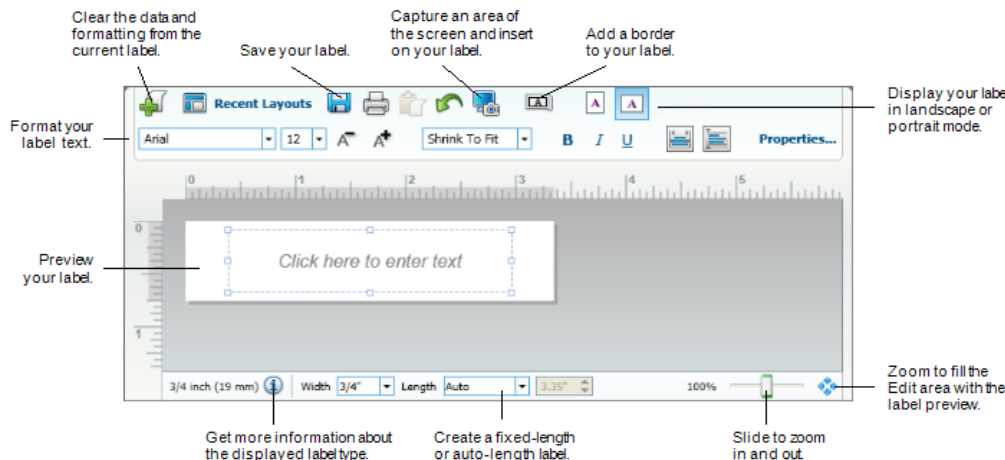 Clear the data and
formatting from the
current label.
Save your label.
Capture an area of
the screen and insert
on your label.
Add a border
to your label.
Display your label
in landscape or
portrait mode.
Recent Layouts
A
A
A
Format your
label text.
Arial
12
A
A
Shrink To Fit
B
I
U
Properties...
0
1
2
3
4
5
0
1
Preview
your label.
Click here to enter text
3/4 inch (19 mm)
Width
3/4"
Length
Auto
3.35"
100%
Zoom to fill the
Edit area with the
label preview.
Get more information about
the displayed label type.
Create a fixed-length
or auto-length label.
Slide to zoom
in and out.